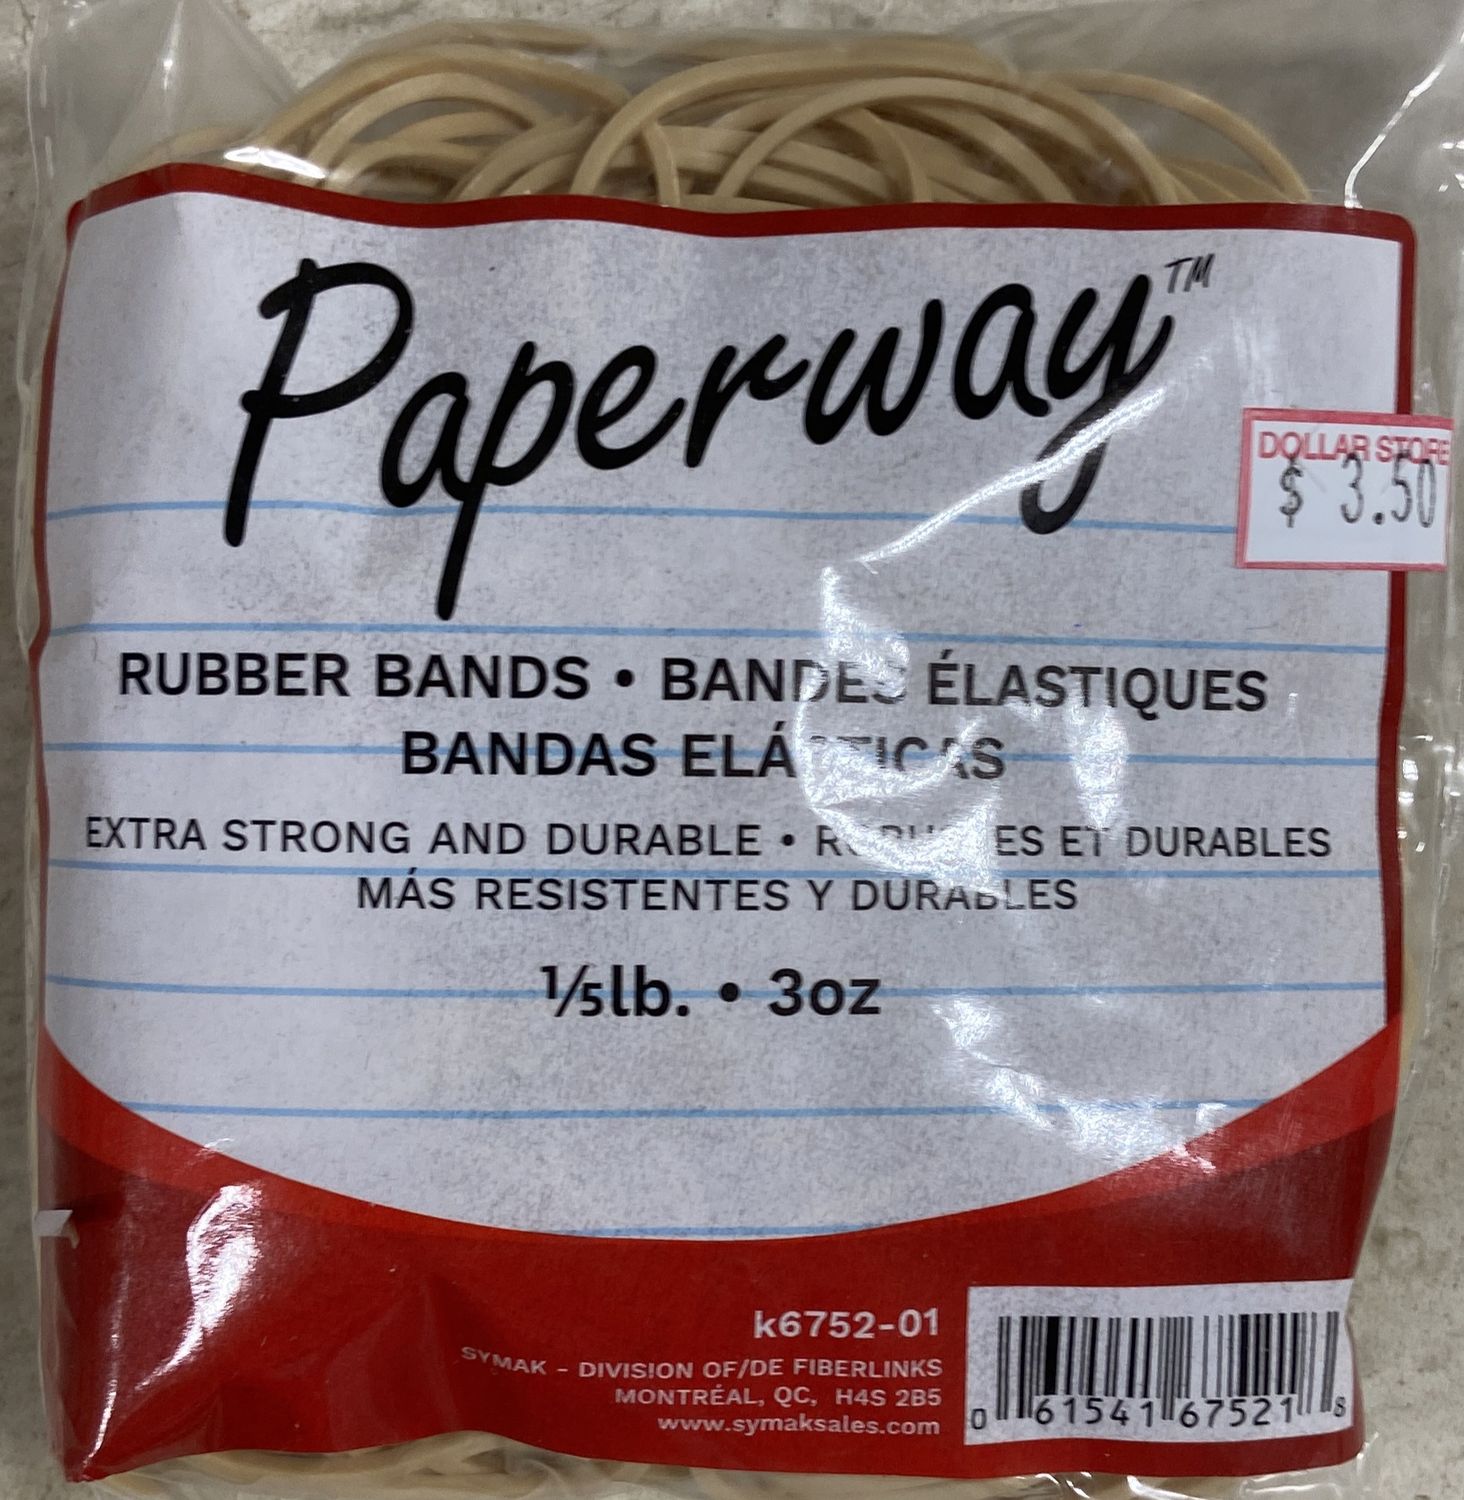 Paperway™
DOLLAR STORE
$ 3.50
RUBBER BANDS • BANDES ÉLASTIQUES
BANDAS ELÁSTICAS
EXTRA STRONG AND DURABLE • ROBUSTES ET DURABLES
MÁS RESISTENTES Y DURABLES
⅕lb. • 3oz
k6752-01
SYMAK - DIVISION OF/DE FIBERLINKS
MONTRÉAL, QC, H4S 2B5
www.symaksales.com
0 61541 67521 8